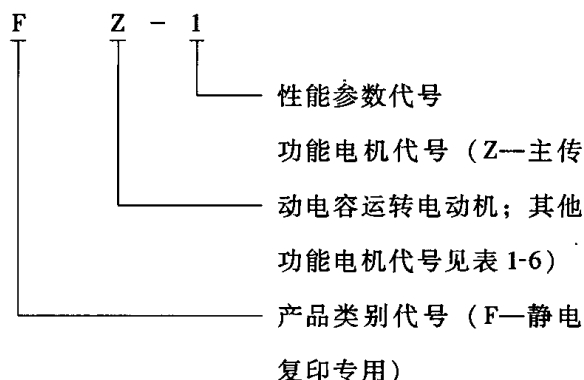 F Z - 1
性能参数代号
功能电机代号（Z—主传
动电容运转电动机；其他
功能电机代号见表 1-6）
产品类别代号（F—静电
复印专用）